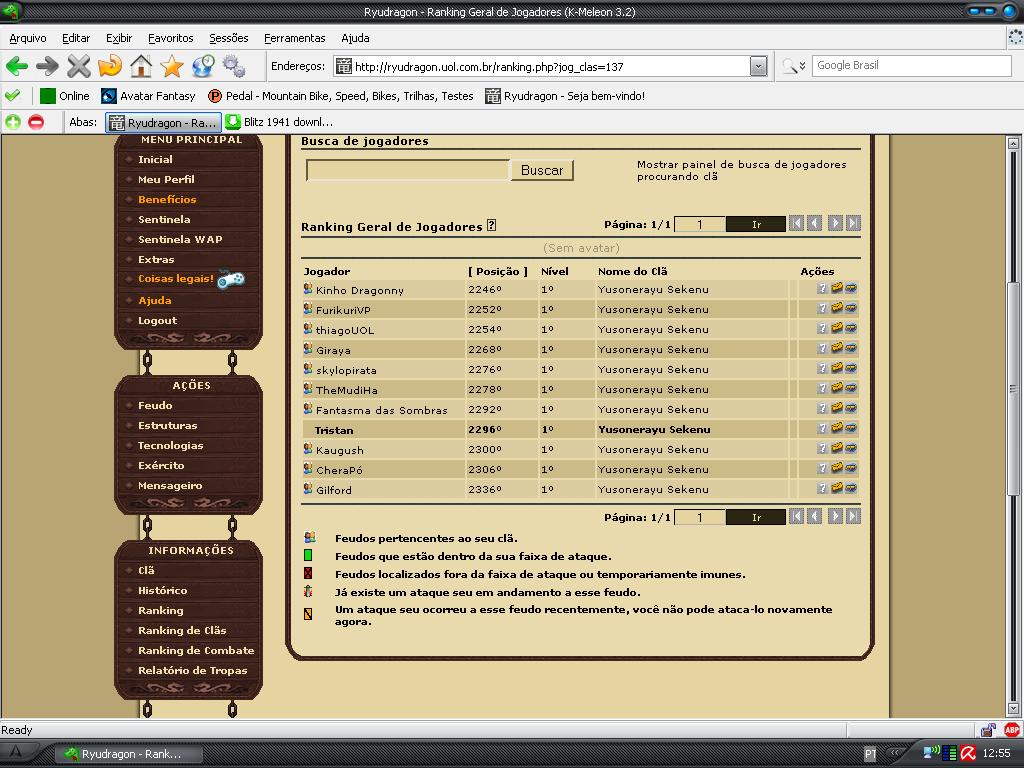 Ryudragon - Ranking Geral de Jogadores (K-Meleon 3.2)
Arquivo Editar Exibir Favoritos Sessões Ferramentas Ajuda
Endereços: http://ryudragon.uol.com.br/ranking.php?jog_clas=137
Google Brasil
Online Avatar Fantasy Pedal - Mountain Bike, Speed, Bikes, Trilhas, Testes Ryudragon - Seja bem-vindo!
Abas: Ryudragon - Ra... Blitz 1941 downl...
MENU PRINCIPAL
Inicial
Meu Perfil
Benefícios
Sentinela
Sentinela WAP
Extras
Coisas legais!
Ajuda
Logout
AÇÕES
Feudo
Estruturas
Tecnologias
Exército
Mensageiro
INFORMAÇÕES
Clã
Histórico
Ranking
Ranking de Clãs
Ranking de Combate
Relatório de Tropas
Busca de jogadores
Buscar
Mostrar painel de busca de jogadores
procurando clã
Ranking Geral de Jogadores ? Página: 1/1 1 Ir
(Sem avatar)
Jogador [ Posição ] Nível Nome do Clã Ações
Kinho Dragonny 2246º 1º Yusonerayu Sekenu ?
FurikuriVP 2252º 1º Yusonerayu Sekenu ?
thiagoUOL 2254º 1º Yusonerayu Sekenu ?
Giraya 2268º 1º Yusonerayu Sekenu ?
skylopirata 2276º 1º Yusonerayu Sekenu ?
TheMudiHa 2278º 1º Yusonerayu Sekenu ?
Fantasma das Sombras 2292º 1º Yusonerayu Sekenu ?
Tristan 2296º 1º Yusonerayu Sekenu ?
Kaugush 2300º 1º Yusonerayu Sekenu ?
CheraPó 2306º 1º Yusonerayu Sekenu ?
Gilford 2336º 1º Yusonerayu Sekenu ?
Página: 1/1 1 Ir
Feudos pertencentes ao seu clã.
Feudos que estão dentro da sua faixa de ataque.
Feudos localizados fora da faixa de ataque ou temporariamente imunes.
Já existe um ataque seu em andamento a esse feudo.
Um ataque seu ocorreu a esse feudo recentemente, você não pode ataca-lo novamente
agora.
Ready
ABP
Ryudragon - Rank...
PT
12:55